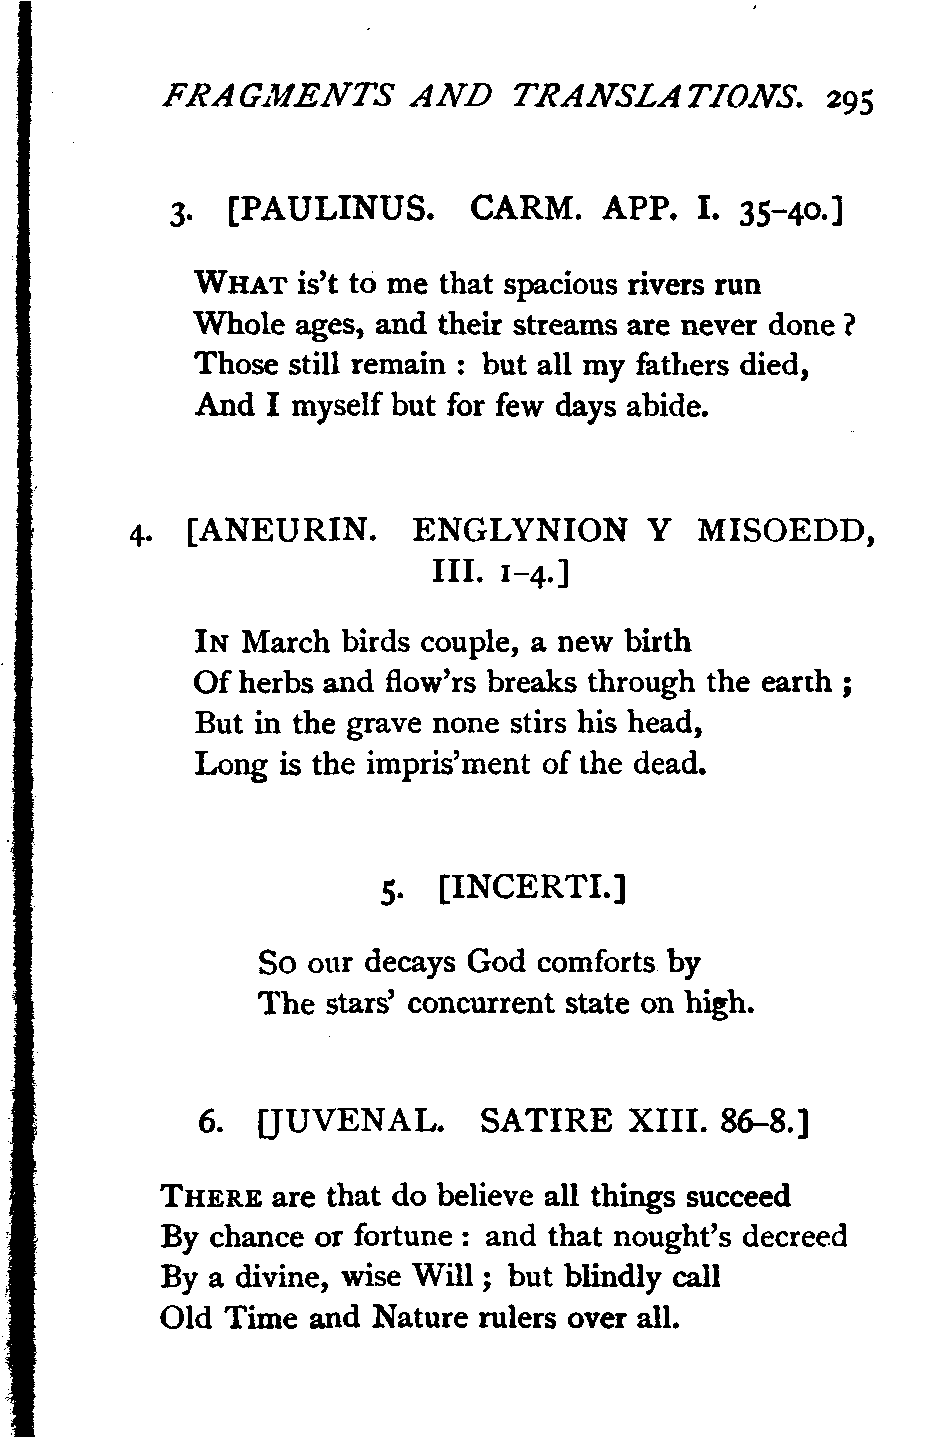 FRAGMENTS AND TRANSLATIONS. 295
3. [PAULINUS. CARM. APP. I. 35–40.]
WHAT is't to me that spacious rivers run
Whole ages, and their streams are never done ?
Those still remain : but all my fathers died,
And I myself but for few days abide.
4. [ANEURIN. ENGLYNION Y MISOEDD,
III. 1–4.]
IN March birds couple, a new birth
Of herbs and flow'rs breaks through the earth ;
But in the grave none stirs his head,
Long is the impris'ment of the dead.
5. [INCERTI.]
So our decays God comforts by
The stars' concurrent state on high.
6. [JUVENAL. SATIRE XIII. 86–8.]
THERE are that do believe all things succeed
By chance or fortune : and that nought's decreed
By a divine, wise Will ; but blindly call
Old Time and Nature rulers over all.